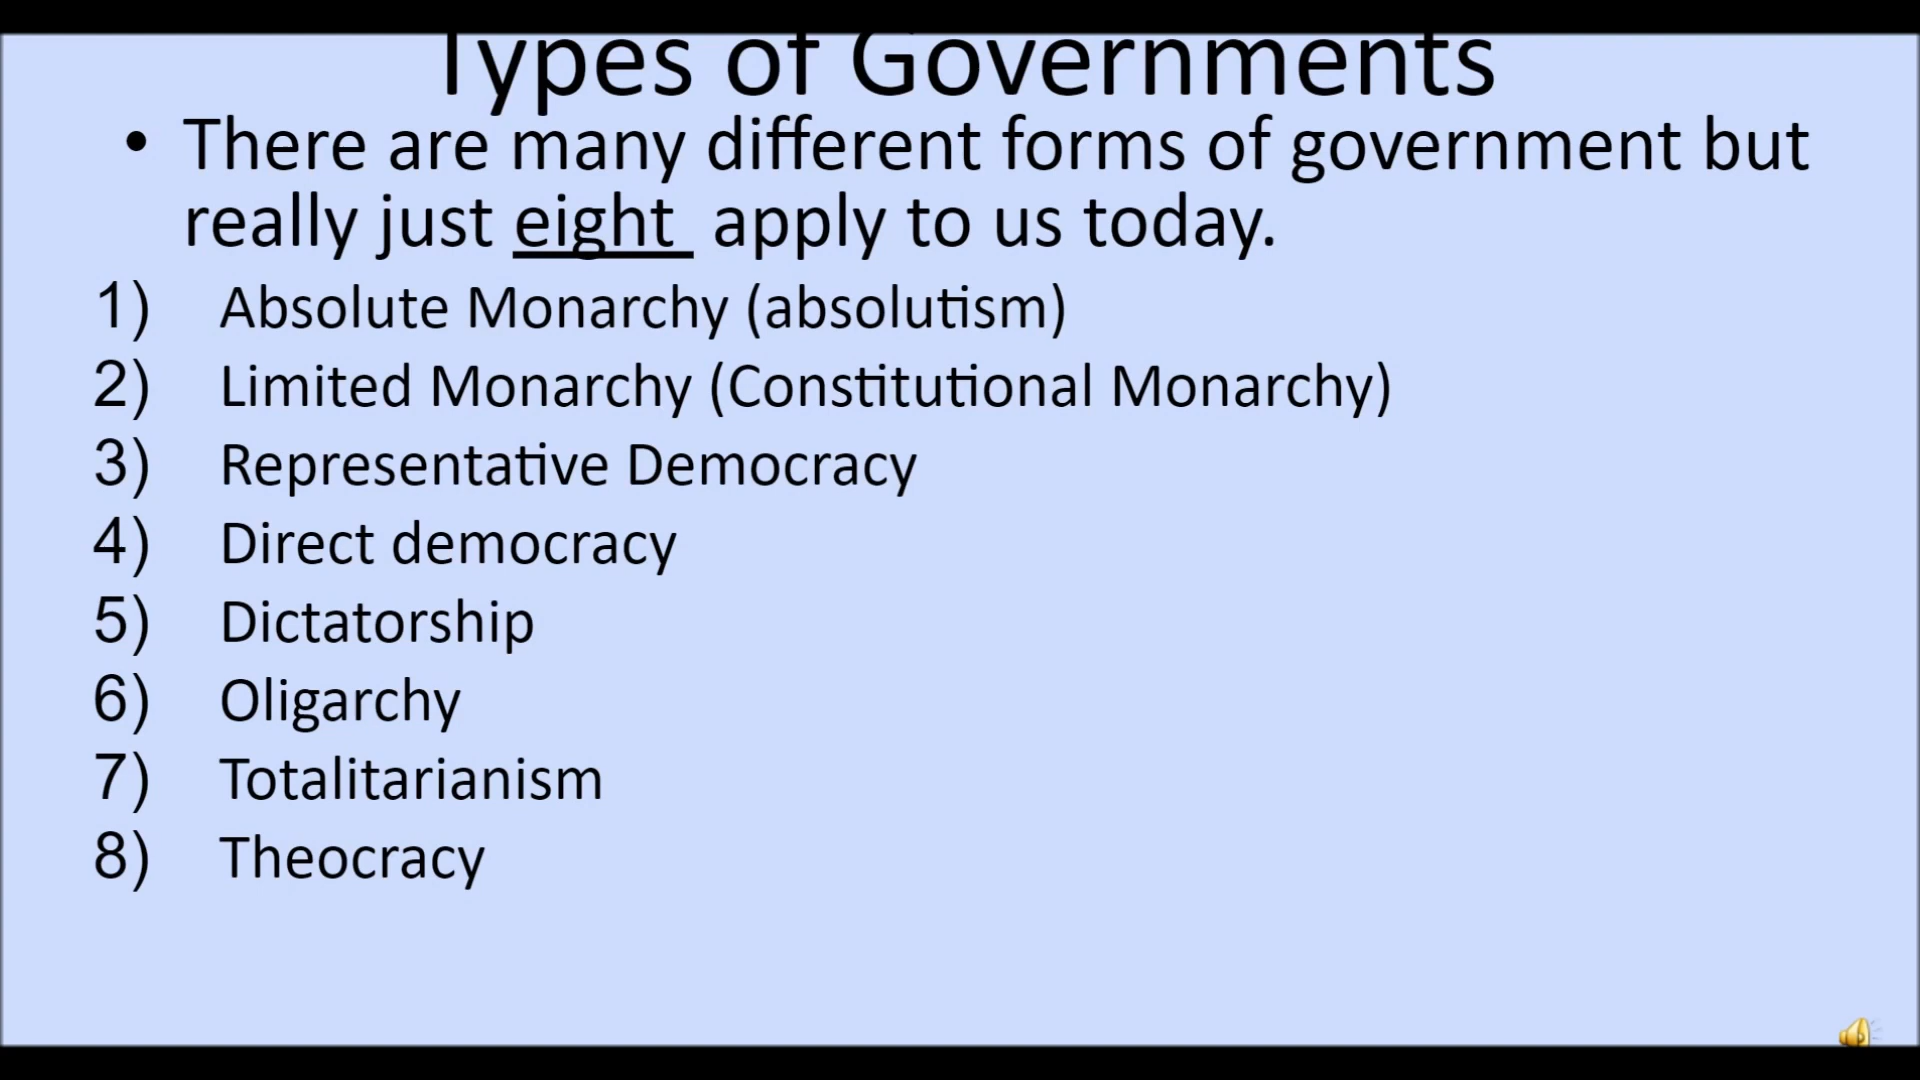 Types of Governments
• There are many different forms of government but
really just eight apply to us today.
1) Absolute Monarchy (absolutism)
2) Limited Monarchy (Constitutional Monarchy)
3) Representative Democracy
4) Direct democracy
5) Dictatorship
6) Oligarchy
7) Totalitarianism
8) Theocracy